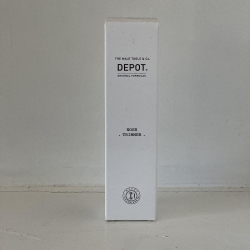 THE MALE TOOLS & CO.
DEPOT.
NOSE
. TRIMMER .